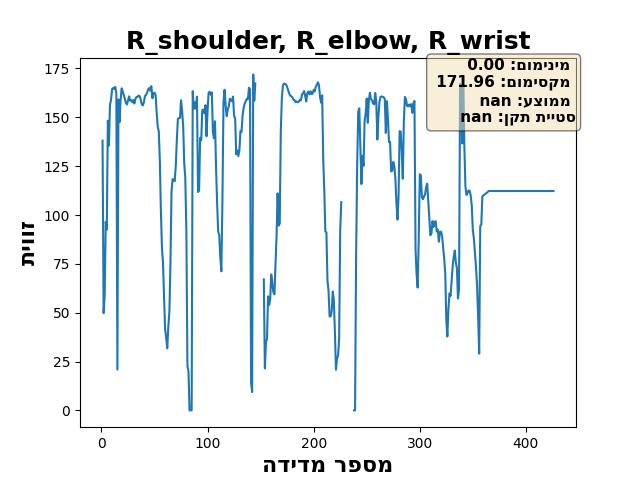 R_shoulder, R_elbow, R_wrist
מינימום: 0.00
מקסימום: 171.96
ממוצע: nan
סטיית תקן: nan
זווית
175
150
125
100
75
50
25
0
0 100 200 300 400
מספר מדידה